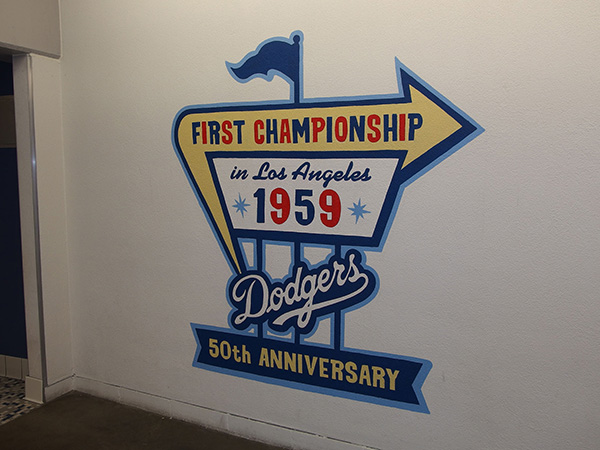 FIRST CHAMPIONSHIP
in Los Angeles
1959
Dodgers
50th ANNIVERSARY